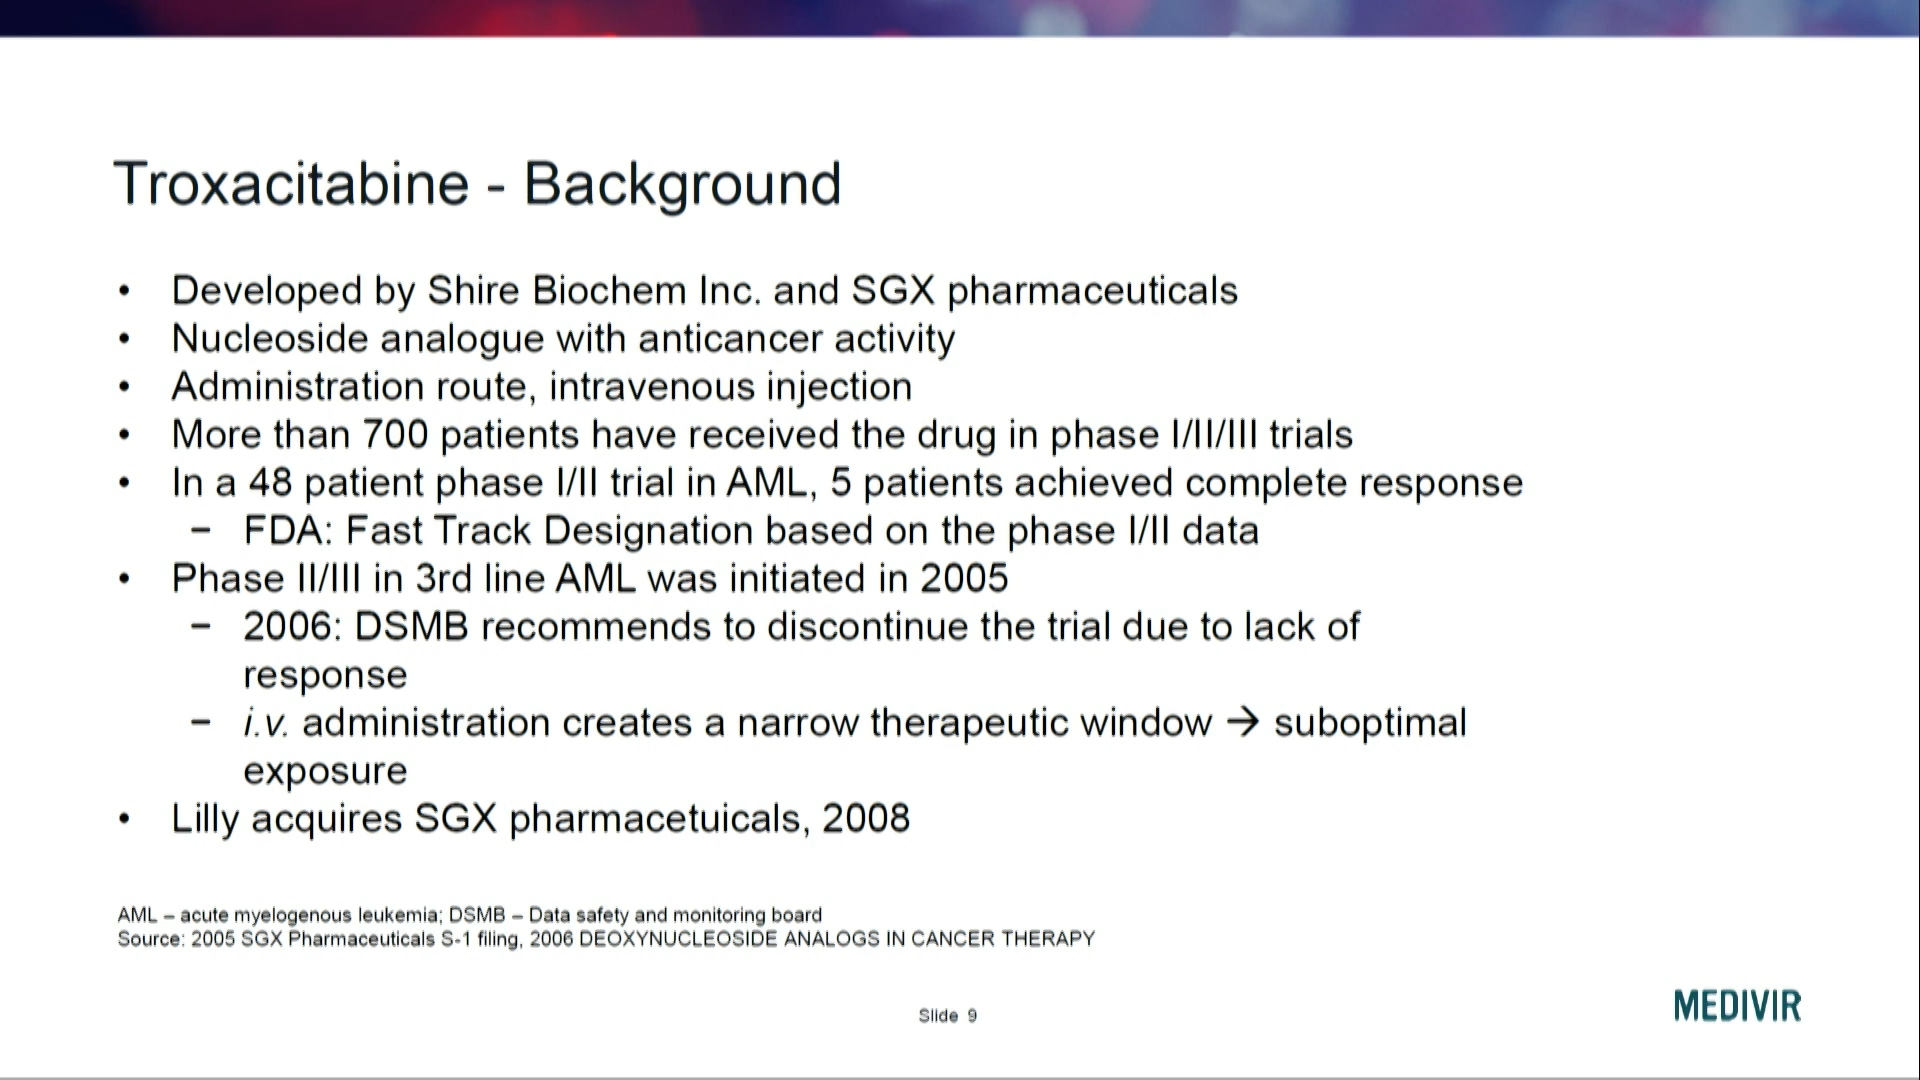 Troxacitabine - Background
• Developed by Shire Biochem Inc. and SGX pharmaceuticals
• Nucleoside analogue with anticancer activity
• Administration route, intravenous injection
• More than 700 patients have received the drug in phase I/II/III trials
• In a 48 patient phase I/II trial in AML, 5 patients achieved complete response
– FDA: Fast Track Designation based on the phase I/II data
• Phase II/III in 3rd line AML was initiated in 2005
– 2006: DSMB recommends to discontinue the trial due to lack of
response
– i.v. administration creates a narrow therapeutic window → suboptimal
exposure
• Lilly acquires SGX pharmacetuicals, 2008
AML – acute myelogenous leukemia; DSMB – Data safety and monitoring board
Source: 2005 SGX Pharmaceuticals S-1 filing, 2006 DEOXYNUCLEOSIDE ANALOGS IN CANCER THERAPY
Slide 9
MEDIVIR